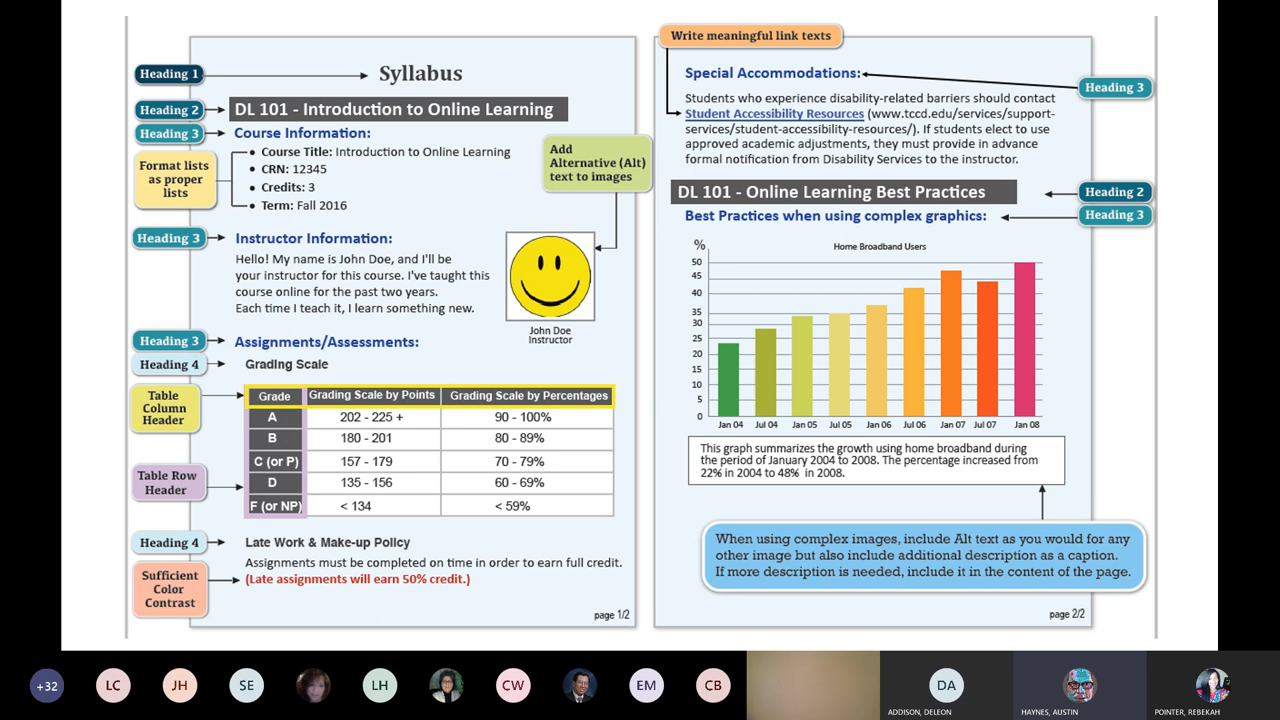 Write meaningful link texts
Heading 1
Syllabus
Heading 2
DL 101 - Introduction to Online Learning
Heading 3
Course Information:
Format lists
as proper
lists
• Course Title: Introduction to Online Learning
• CRN: 12345
• Credits: 3
• Term: Fall 2016
Add
Alternative (Alt)
text to images
Heading 3
Instructor Information:
Hello! My name is John Doe, and I'll be
your instructor for this course. I've taught this
course online for the past two years.
Each time I teach it, I learn something new.
John Doe
Instructor
Heading 3
Assignments/Assessments:
Heading 4
Grading Scale
Table
Column
Header
Grade Grading Scale by Points Grading Scale by Percentages
A 202 - 225 + 90 - 100%
B 180 - 201 80 - 89%
C (or P) 157 - 179 70 - 79%
D 135 - 156 60 - 69%
F (or NP) < 134 < 59%
Table Row
Header
Heading 4
Late Work & Make-up Policy
Assignments must be completed on time in order to earn full credit.
(Late assignments will earn 50% credit.)
Sufficient
Color
Contrast
page 1/2
Special Accommodations:
Heading 3
Students who experience disability-related barriers should contact
Student Accessibility Resources (www.tccd.edu/services/support-
services/student-accessibility-resources/). If students elect to use
approved academic adjustments, they must provide in advance
formal notification from Disability Services to the instructor.
DL 101 - Online Learning Best Practices
Heading 2
Best Practices when using complex graphics:
Heading 3
%
Home Broadband Users
50
45
40
35
30
30
25
20
15
10
5
0
Jan 04 Jul 04 Jan 05 Jul 05 Jan 06 Jul 06 Jan 07 Jul 07 Jan 08
This graph summarizes the growth using home broadband during
the period of January 2004 to 2008. The percentage increased from
22% in 2004 to 48% in 2008.
When using complex images, include Alt text as you would for any
other image but also include additional description as a caption.
If more description is needed, include it in the content of the page.
page 2/2
+32 LC JH SE LH CW EM CB DA
ADDISON, DELEON
HAYNES, AUSTIN
POINTER, REBEKAH